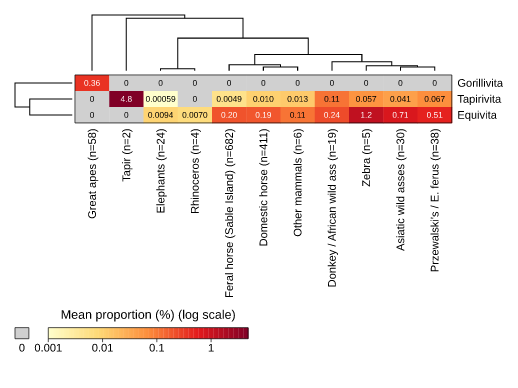 0.36 0 0 0 0 0 0 0 0 0 0 Gorillivita
0 4.8 0.00059 0 0.0049 0.010 0.013 0.11 0.057 0.041 0.067 Tapirivita
0 0 0.0094 0.0070 0.20 0.19 0.11 0.24 1.2 0.71 0.51 Equivita
Great apes (n=58)
Tapir (n=2)
Elephants (n=24)
Rhinoceros (n=4)
Feral horse (Sable Island) (n=682)
Domestic horse (n=411)
Other mammals (n=6)
Donkey / African wild ass (n=19)
Zebra (n=5)
Asiatic wild asses (n=30)
Przewalski's / E. ferus (n=38)
Mean proportion (%) (log scale)
0 0.001 0.01 0.1 1